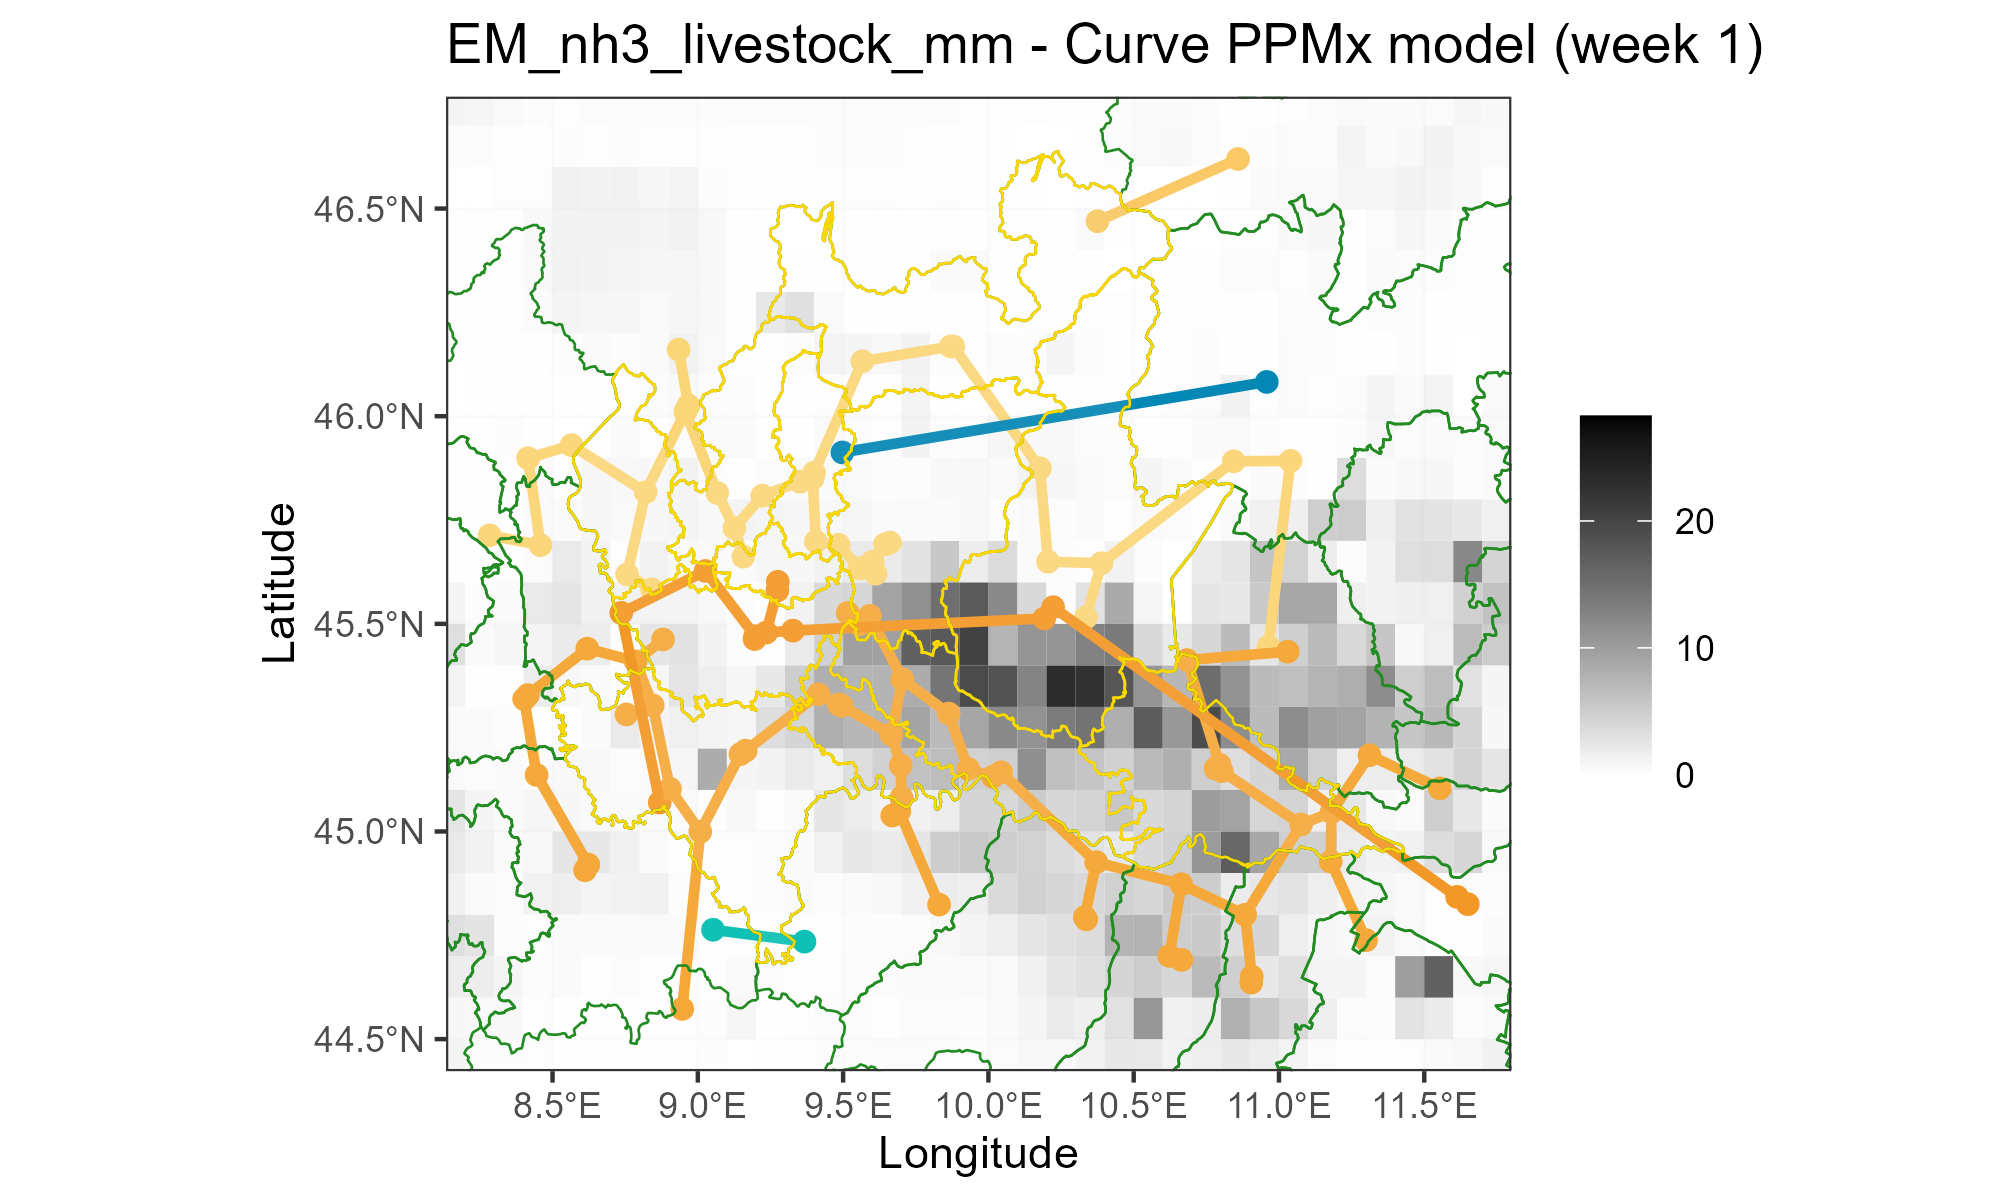 EM_nh3_livestock_mm - Curve PPMx model (week 1)
46.5°N
46.0°N
45.5°N
45.0°N
44.5°N
Latitude
20
10
0
8.5°E 9.0°E 9.5°E 10.0°E 10.5°E 11.0°E 11.5°E
Longitude